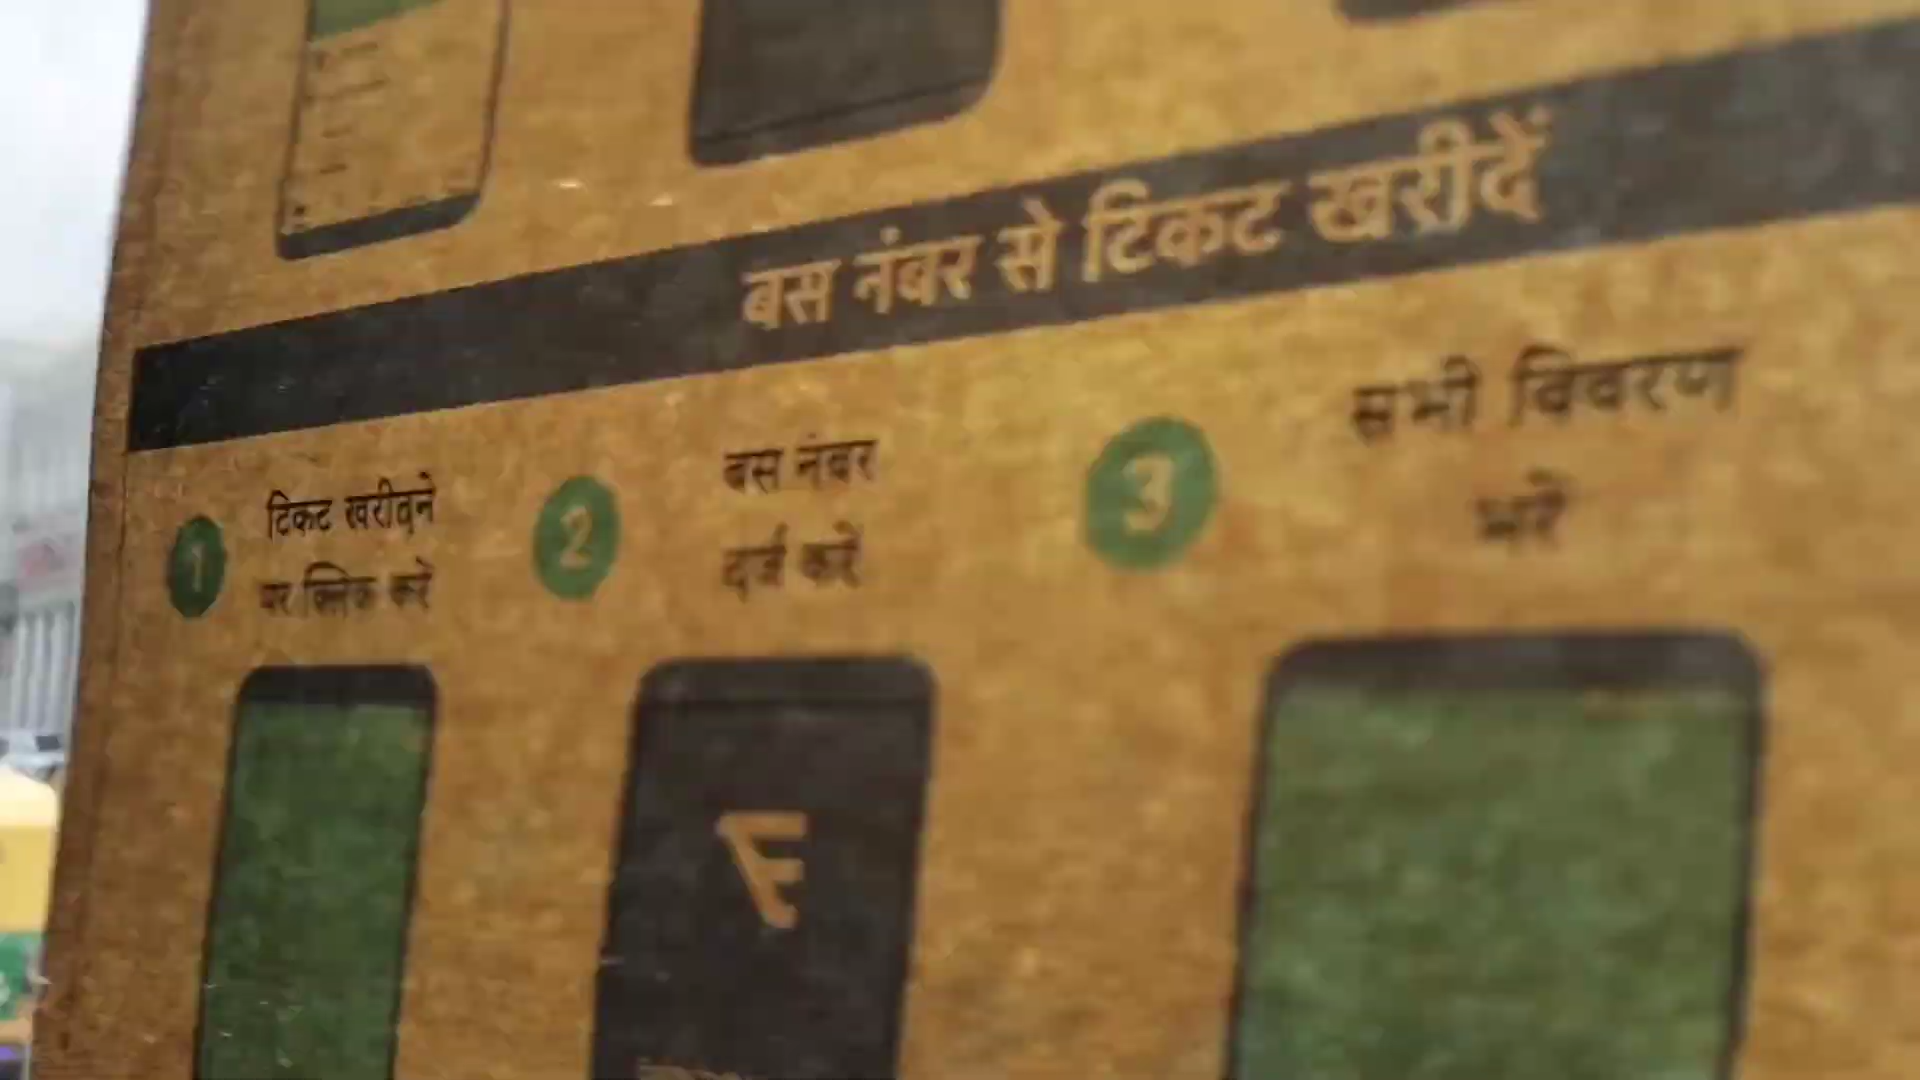 बस नंबर से टिकट खरीदें
1
टिकट खरीदने
पर क्लिक करें
2
बस नंबर
दर्ज करें
3
सभी विवरण
भरें
₹